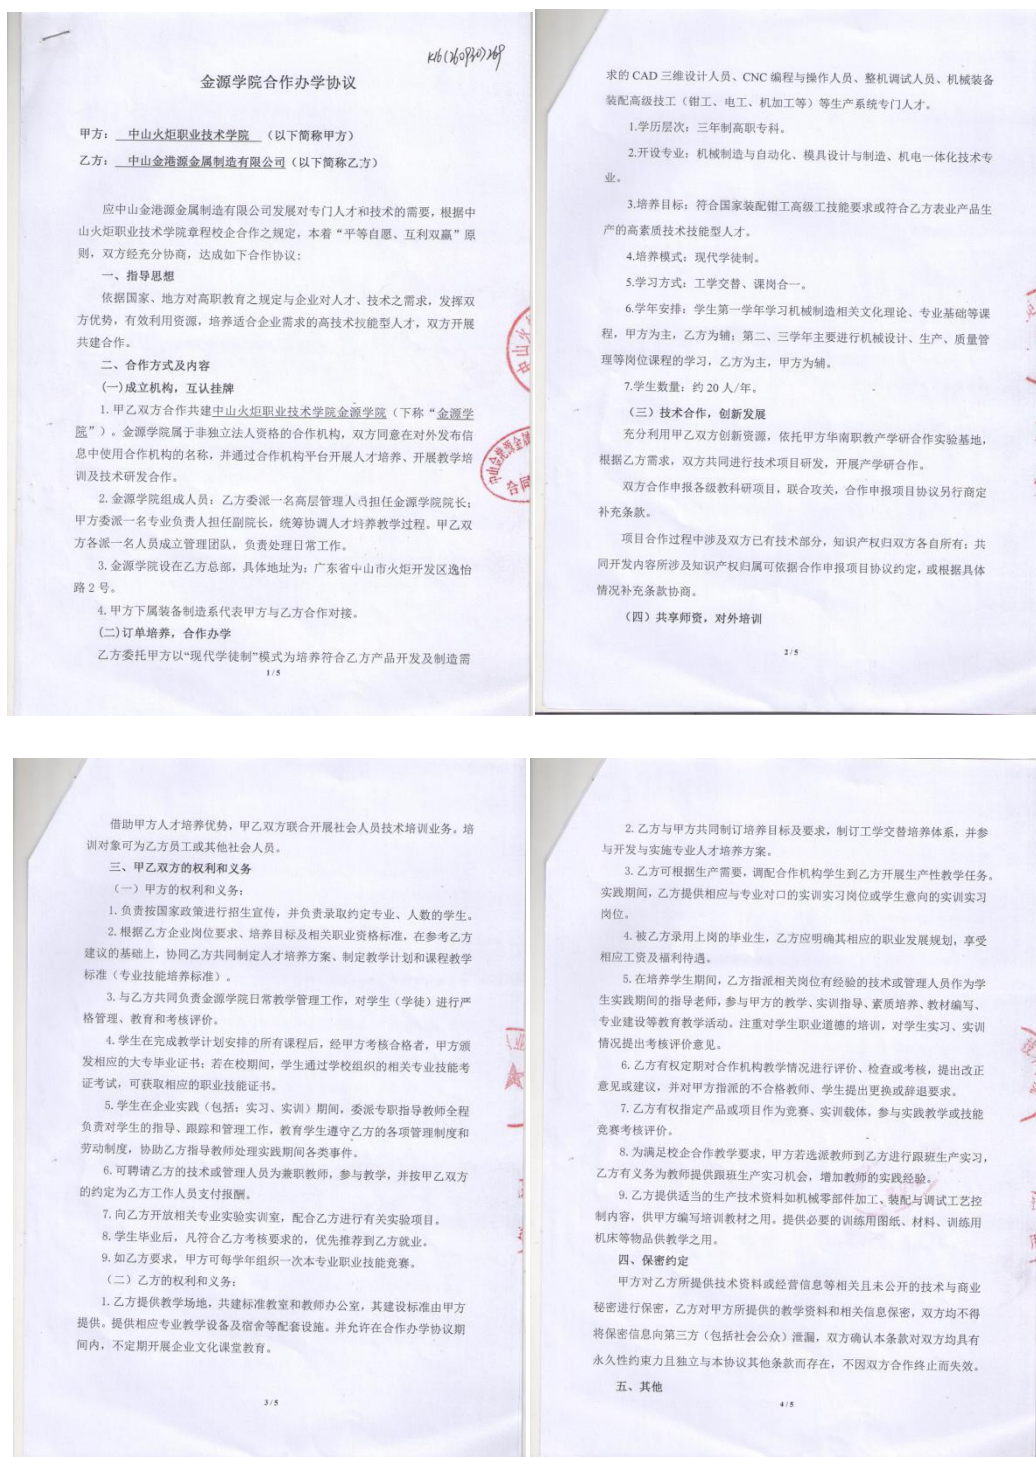 金源学院合作办学协议
甲方：中山火炬职业技术学院（以下简称甲方）
乙方：中山金港源金属制造有限公司（以下简称乙方）
应中山金港源金属制造有限公司发展对专门人才和技术的需要，根据中
山火炬职业技术学院章程校企合作之规定，本着“平等自愿、互利双赢”原
则，双方经充分协商，达成如下合作协议：
一、指导思想
依据国家、地方对高职教育之规定与企业对人才、技术之需求，发挥双
方优势，有效利用资源，培养适合企业需求的高技术技能型人才，双方开展
共建合作。
二、合作方式及内容
(一)成立机构，互认挂牌
1.甲乙双方合作共建中山火炬职业技术学院金源学院（下称“金源学
院”）。金源学院属于非独立法人资格的合作机构，双方同意在对外发布信
息中使用合作机构的名称，并通过合作机构平台开展人才培养、开展教学培
训及技术研发合作。
2.金源学院组成人员：乙方委派一名高层管理人员担任金源学院院长；
甲方委派一名专业负责人担任副院长，统筹协调人才培养教学过程。甲乙双
方各派一名人员成立管理团队，负责处理日常工作。
3.金源学院设在乙方总部，具体地址为：广东省中山市火炬开发区逸怡
路2号。
4.甲方下属装备制造系代表甲方与乙方合作对接。
(二)订单培养，合作办学
乙方委托甲方以“现代学徒制”模式为培养符合乙方产品开发及制造需
1/5
求的CAD三维设计人员、CNC编程与操作人员、整机调试人员、机械装备
装配高级技工（钳工、电工、机加工等）等生产系统专门人才。
1.学历层次：三年制高职专科。
2.开设专业：机械制造与自动化、模具设计与制造、机电一体化技术专
业。
3.培养目标：符合国家装配钳工高级工技能要求或符合乙方表业产品生
产的高素质技术技能型人才。
4.培养模式：现代学徒制。
5.学习方式：工学交替、课岗合一。
6.学年安排：学生第一学年学习机械制造相关文化理论、专业基础等课
程，甲方为主，乙方为辅；第二、三学年主要进行机械设计、生产、质量管
理等岗位课程的学习，乙方为主，甲方为辅。
7.学生数量：约20人/年。
（三）技术合作，创新发展
充分利用甲乙双方创新资源，依托甲方华南职教产学研合作实验基地，
根据乙方需求，双方共同进行技术项目研发，开展产学研合作。
双方合作申报各级教科研项目，联合攻关，合作申报项目协议另行商定
补充条款。
项目合作过程中涉及双方已有技术部分，知识产权归双方各自所有；共
同开发内容所涉及知识产权归属可依据合作申报项目协议约定，或根据具体
情况补充条款协商。
（四）共享师资，对外培训
2/5
借助甲方人才培养优势，甲乙双方联合开展社会人员技术培训业务。培
训对象可为乙方员工或其他社会人员。
三、甲乙双方的权利和义务
（一）甲方的权利和义务：
1.负责按国家政策进行招生宣传，并负责录取约定专业、人数的学生。
2.根据乙方企业岗位要求、培养目标及相关职业资格标准，在参考乙方
建议的基础上，协同乙方共同制定人才培养方案、制定教学计划和课程教学
标准（专业技能培养标准）。
3.与乙方共同负责金源学院日常教学管理工作，对学生（学徒）进行严
格管理、教育和考核评价。
4.学生在完成教学计划安排的所有课程后，经甲方考核合格者，甲方颁
发相应的大专毕业证书；若在校期间，学生通过学校组织的相关专业技能考
证考试，可获取相应的职业技能证书。
5.学生在企业实践（包括：实习、实训）期间，委派专职指导教师全程
负责对学生的指导、跟踪和管理工作，教育学生遵守乙方的各项管理制度和
劳动制度，协助乙方指导教师处理实践期间各类事件。
6.可聘请乙方的技术或管理人员为兼职教师，参与教学，并按甲乙双方
的约定为乙方工作人员支付报酬。
7.向乙方开放相关专业实验实训室，配合乙方进行有关实验项目。
8.学生毕业后，凡符合乙方考核要求的，优先推荐到乙方就业。
9.如乙方要求，甲方可每学年组织一次本专业职业技能竞赛。
（二）乙方的权利和义务：
1.乙方提供教学场地，共建标准教室和教师办公室，其建设标准由甲方
提供。提供相应专业教学设备及宿舍等配套设施。并允许在合作办学协议期
间内，不定期开展企业文化课堂教育。
3/5
2.乙方与甲方共同制订培养目标及要求，制订工学交替培养体系，并参
与开发与实施专业人才培养方案。
3.乙方可根据生产需要，调配合作机构学生到乙方开展生产性教学任务。
实践期间，乙方提供相应与专业对口的实训实习岗位或学生意向的实训实习
岗位。
4.被乙方录用上岗的毕业生，乙方应明确其相应的职业发展规划，享受
相应工资及福利待遇。
5.在培养学生期间，乙方指派相关岗位有经验的技术或管理人员作为学
生实践期间的指导老师，参与甲方的教学、实训指导、素质培养、教材编写、
专业建设等教育教学活动。注重对学生职业道德的培训，对学生实习、实训
情况提出考核评价意见。
6.乙方有权定期对合作机构教学情况进行评价、检查或考核，提出改正
意见或建议，并对甲方指派的不合格教师、学生提出更换或辞退要求。
7.乙方有权指定产品或项目作为竞赛、实训载体，参与实践教学或技能
竞赛考核评价。
8.为满足校企合作教学要求，甲方若选派教师到乙方进行跟班生产实习，
乙方有义务为教师提供跟班生产实习机会，增加教师的实践经验。
9.乙方提供适当的生产技术资料如机械零部件加工、装配与调试工艺控
制内容，供甲方编写培训教材之用。提供必要的训练用图纸、材料、训练用
机床等物品供教学之用。
四、保密约定
甲方对乙方所提供技术资料或经营信息等相关且未公开的技术与商业
秘密进行保密，乙方对甲方所提供的教学资料和相关信息保密，双方均不得
将保密信息向第三方（包括社会公众）泄漏，双方确认本条款对双方均具有
永久性约束力且独立与本协议其他条款而存在，不因双方合作终止而失效。
五、其他
4/5